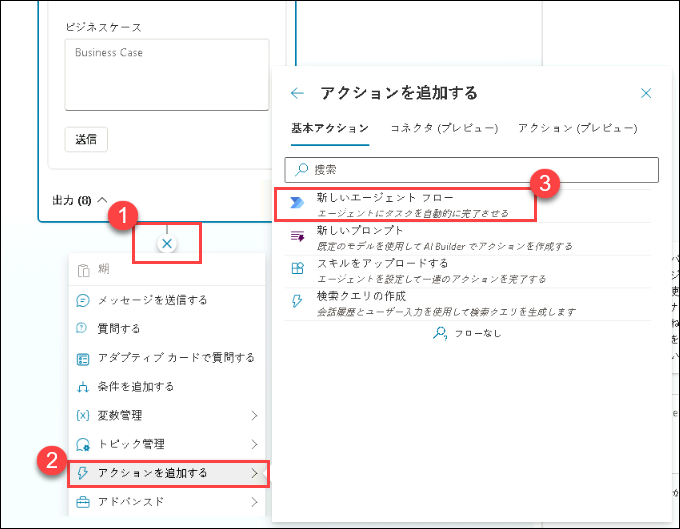 ビジネスケース
Business Case
送信
出力 (8)
1
糊
メッセージを送信する
質問する
アダプティブ カードで質問する
条件を追加する
変数管理
トピック管理
2
アクションを追加する
アドバンスド
アクションを追加する
基本アクション コネクタ (プレビュー) アクション (プレビュー)
捜索
3
新しいエージェント フロー
エージェントにタスクを自動的に完了させる
新しいプロンプト
既定のモデルを使用して AI Builder でアクションを作成する
スキルをアップロードする
エージェントを設定して一連のアクションを完了する
検索クエリの作成
会話履歴とユーザー入力を使用して検索クエリを生成します
フローなし